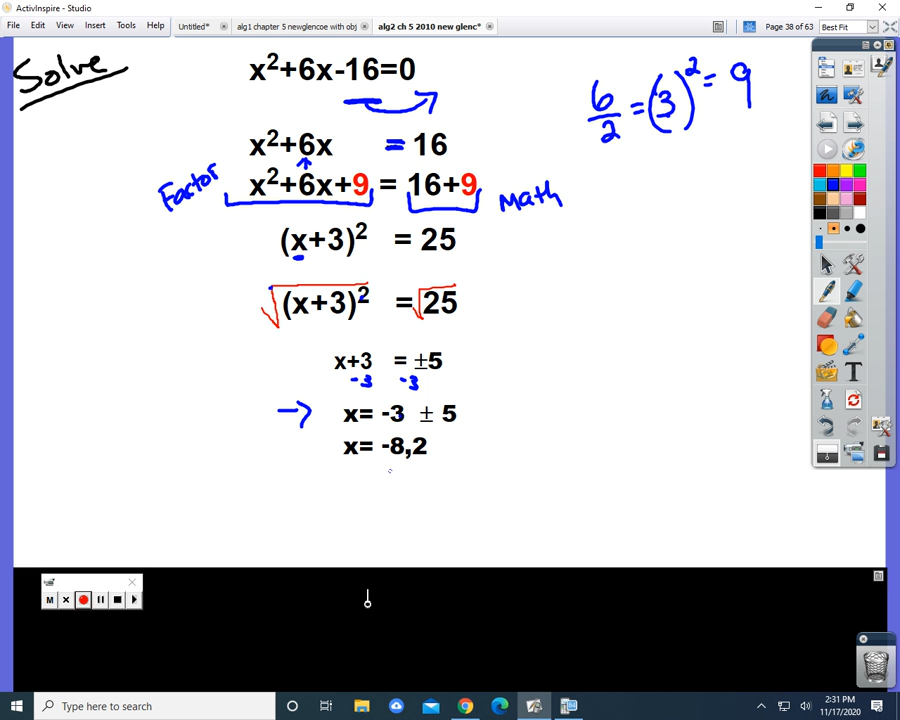 ActivInspire - Studio
File Edit View Insert Tools Help
Untitled*
alg1 chapter 5 newglencoe with obj
alg2 ch 5 2010 new glenc*
Page 38 of 63
Best Fit
Solve
x²+6x-16=0
6/2 = (3)² = 9
x²+6x = 16
Factor
x²+6x+9 = 16+9
Math
(x+3)² = 25
√(x+3)² = √25
x+3 = ±5
-3 -3
→ x= -3 ± 5
x= -8,2
M
Type here to search
2:31 PM
11/17/2020